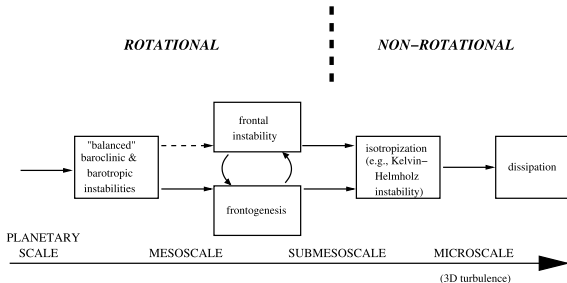 ROTATIONAL
NON−ROTATIONAL
frontal
instability
"balanced"
baroclinic &
barotropic
instabilities
isotropization
(e.g., Kelvin−
Helmholz
instability)
dissipation
frontogenesis
PLANETARY
SCALE
MESOSCALE
SUBMESOSCALE
MICROSCALE
(3D turbulence)